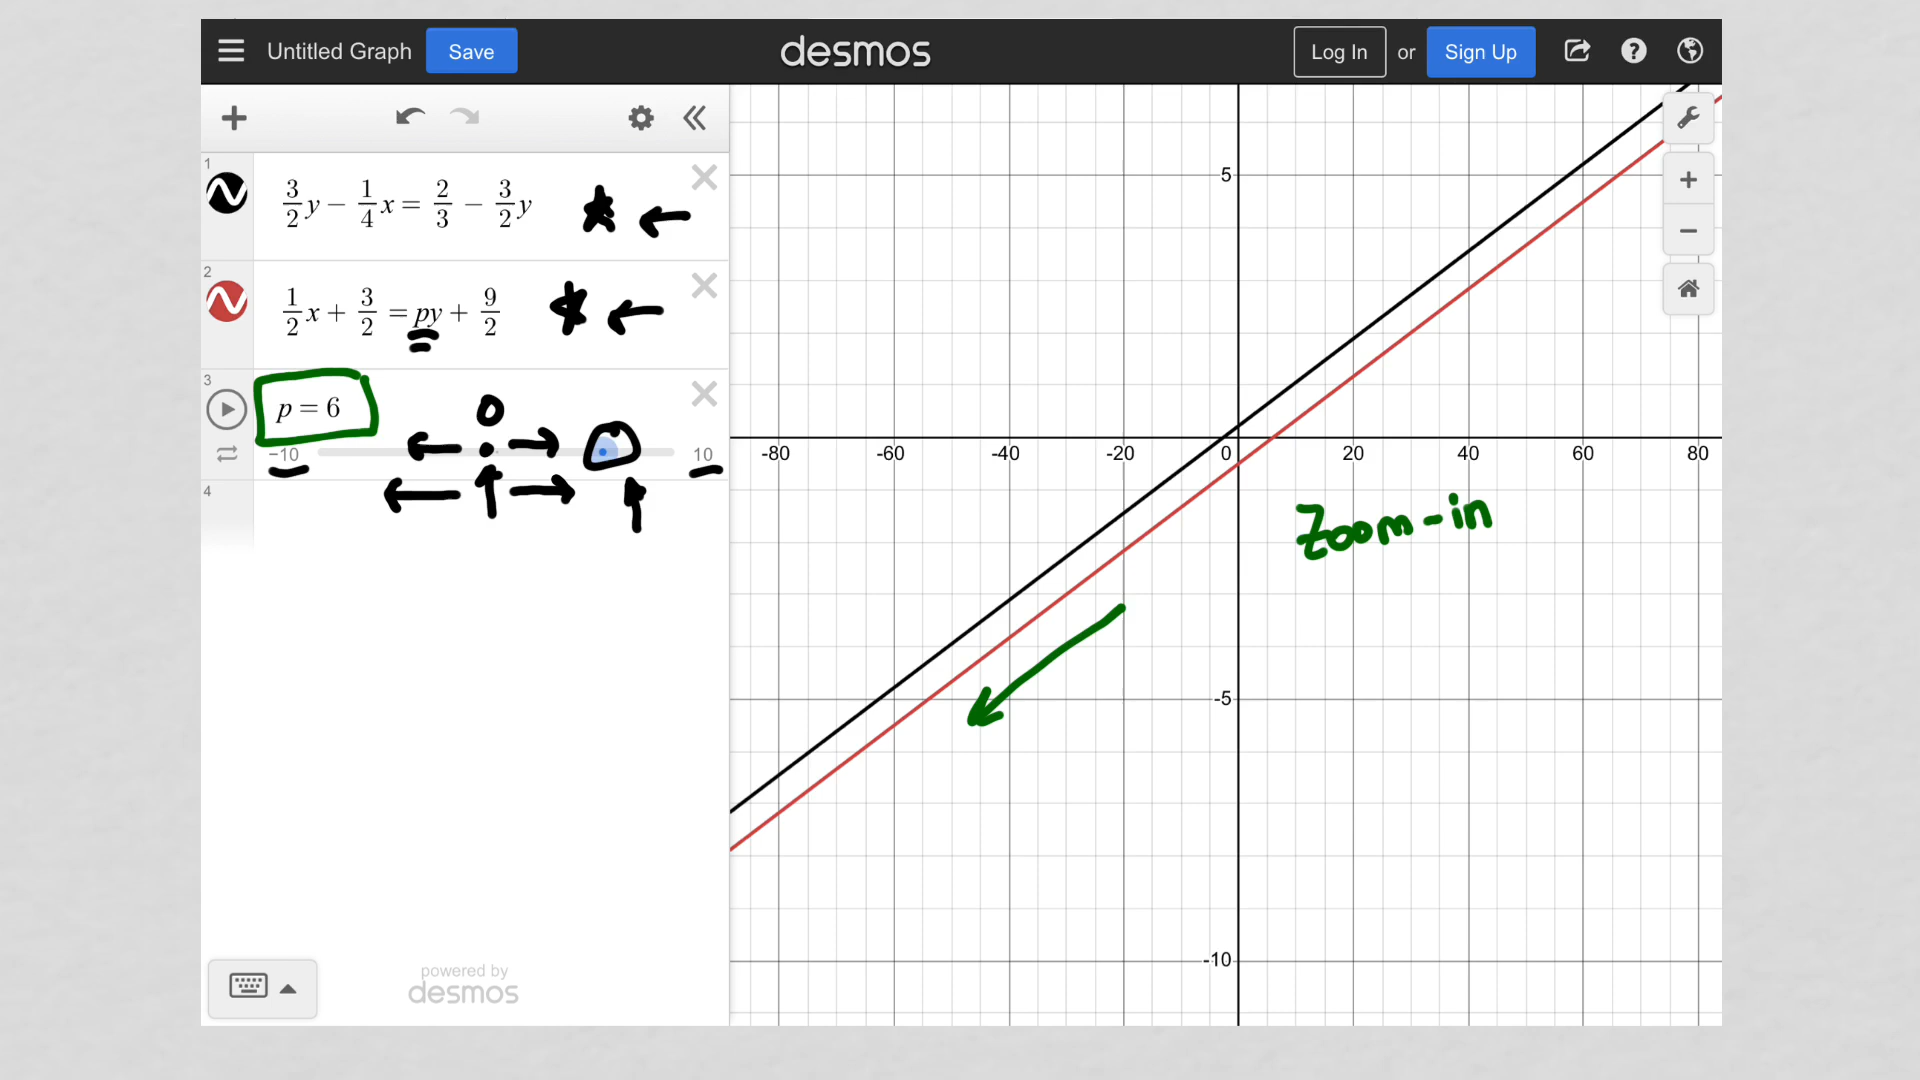 Untitled Graph Save desmos Log In or Sign Up
1
3/2 y − 1/4 x = 2/3 − 3/2 y
2
1/2 x + 3/2 = py + 9/2
3
p = 6
0
−10 10
4
5
-80 -60 -40 -20 0 20 40 60 80
Zoom-in
-5
-10
powered by
desmos